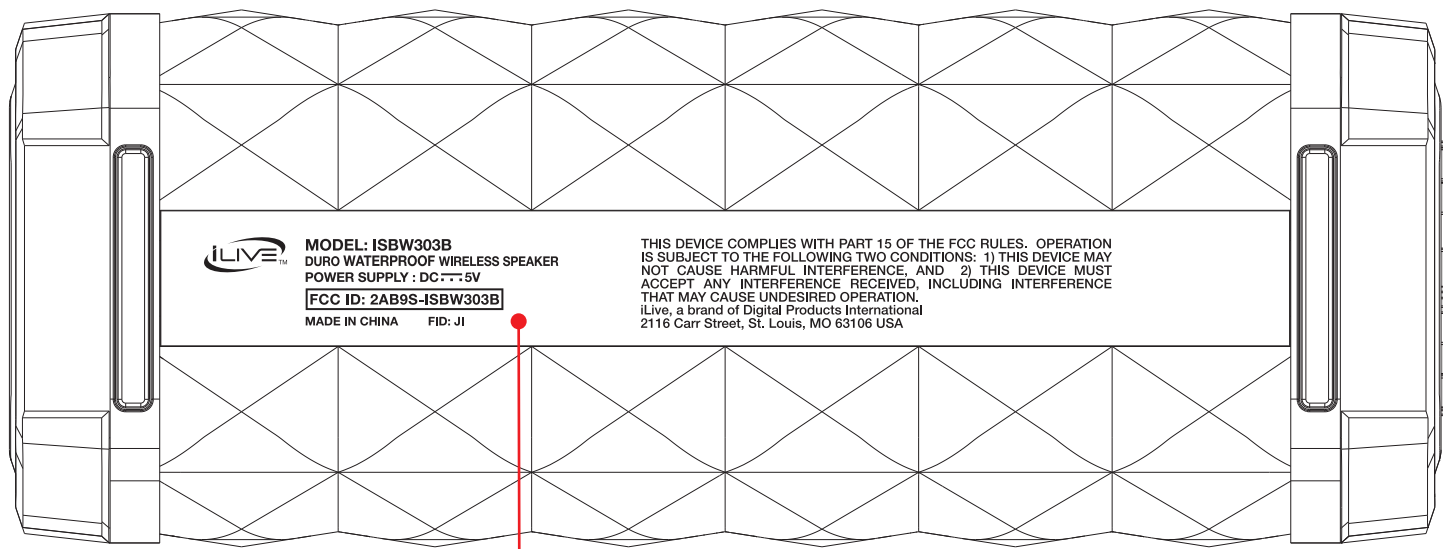 iLIVE™
MODEL: ISBW303B
DURO WATERPROOF WIRELESS SPEAKER
POWER SUPPLY : DC⎓5V
FCC ID: 2AB9S-ISBW303B
MADE IN CHINA FID: JI
THIS DEVICE COMPLIES WITH PART 15 OF THE FCC RULES. OPERATION
IS SUBJECT TO THE FOLLOWING TWO CONDITIONS: 1) THIS DEVICE MAY
NOT CAUSE HARMFUL INTERFERENCE, AND 2) THIS DEVICE MUST
ACCEPT ANY INTERFERENCE RECEIVED, INCLUDING INTERFERENCE
THAT MAY CAUSE UNDESIRED OPERATION.
iLive, a brand of Digital Products International
2116 Carr Street, St. Louis, MO 63106 USA